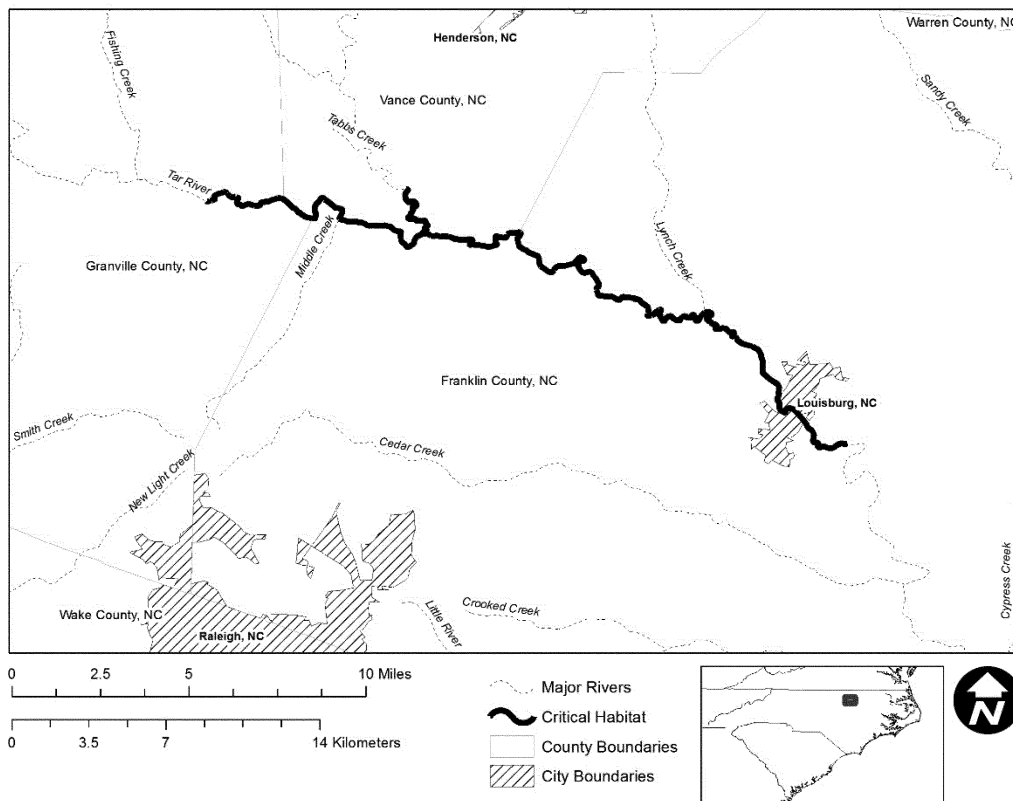 Warren County, NC
Henderson, NC
Fishing Creek
Sandy Creek
Vance County, NC
Tabbs Creek
Tar River
Lynch Creek
Middle Creek
Granville County, NC
Franklin County, NC
Louisburg, NC
Smith Creek
Cedar Creek
New Light Creek
Cypress Creek
Wake County, NC
Little River
Crooked Creek
Raleigh, NC
0 2.5 5 10 Miles
0 3.5 7 14 Kilometers
Major Rivers
Critical Habitat
County Boundaries
City Boundaries
N